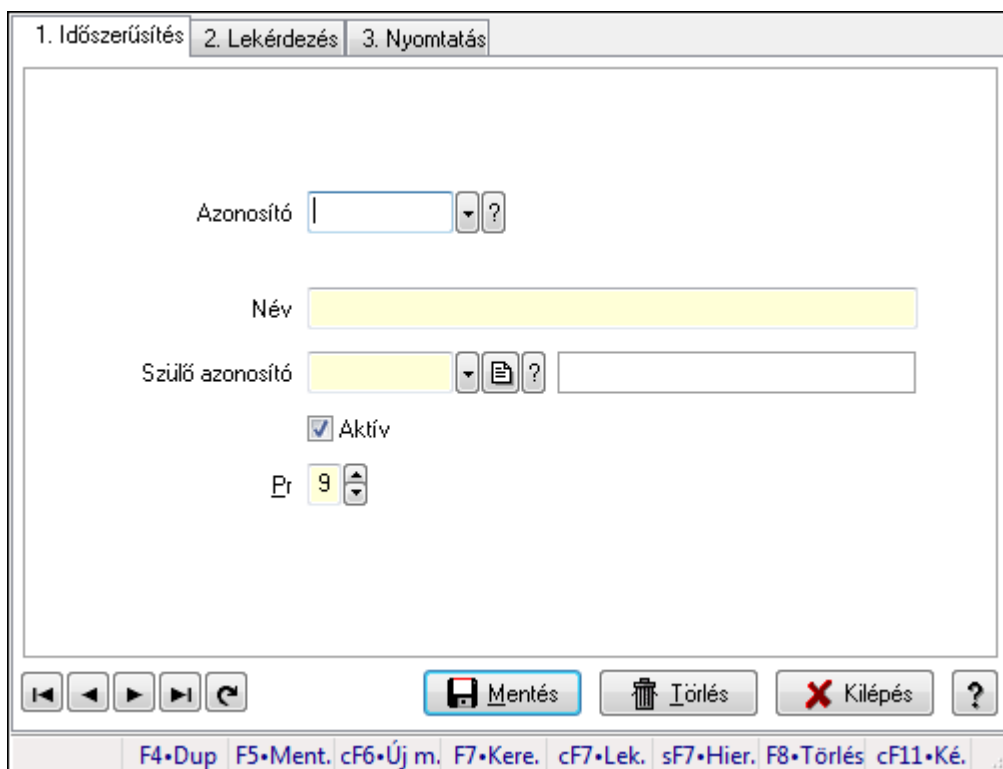 1. Időszerűsítés 2. Lekérdezés 3. Nyomtatás
Azonosító ?
Név
Szülő azonosító ?
Aktív
Pr 9
Mentés Törlés Kilépés ?
F4•Dup F5•Ment. cF6•Új m. F7•Kere. cF7•Lek. sF7•Hier. F8•Törlés cF11•Ké.